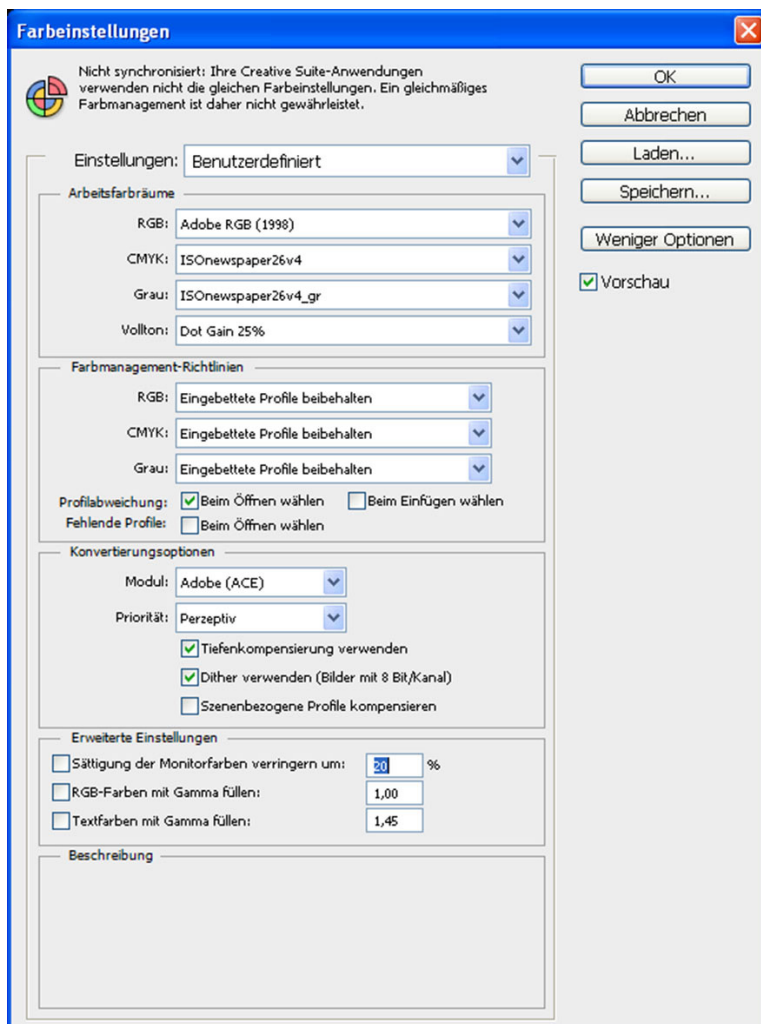 Farbeinstellungen
Nicht synchronisiert: Ihre Creative Suite-Anwendungen
verwenden nicht die gleichen Farbeinstellungen. Ein gleichmäßiges
Farbmanagement ist daher nicht gewährleistet.
OK
Abbrechen
Laden...
Speichern...
Weniger Optionen
Vorschau
Einstellungen: Benutzerdefiniert
Arbeitsfarbräume
RGB: Adobe RGB (1998)
CMYK: ISOnewspaper26v4
Grau: ISOnewspaper26v4_gr
Vollton: Dot Gain 25%
Farbmanagement-Richtlinien
RGB: Eingebettete Profile beibehalten
CMYK: Eingebettete Profile beibehalten
Grau: Eingebettete Profile beibehalten
Profilabweichung: Beim Öffnen wählen Beim Einfügen wählen
Fehlende Profile: Beim Öffnen wählen
Konvertierungsoptionen
Modul: Adobe (ACE)
Priorität: Perzeptiv
Tiefenkompensierung verwenden
Dither verwenden (Bilder mit 8 Bit/Kanal)
Szenenbezogene Profile kompensieren
Erweiterte Einstellungen
Sättigung der Monitorfarben verringern um: 20 %
RGB-Farben mit Gamma füllen: 1,00
Textfarben mit Gamma füllen: 1,45
Beschreibung